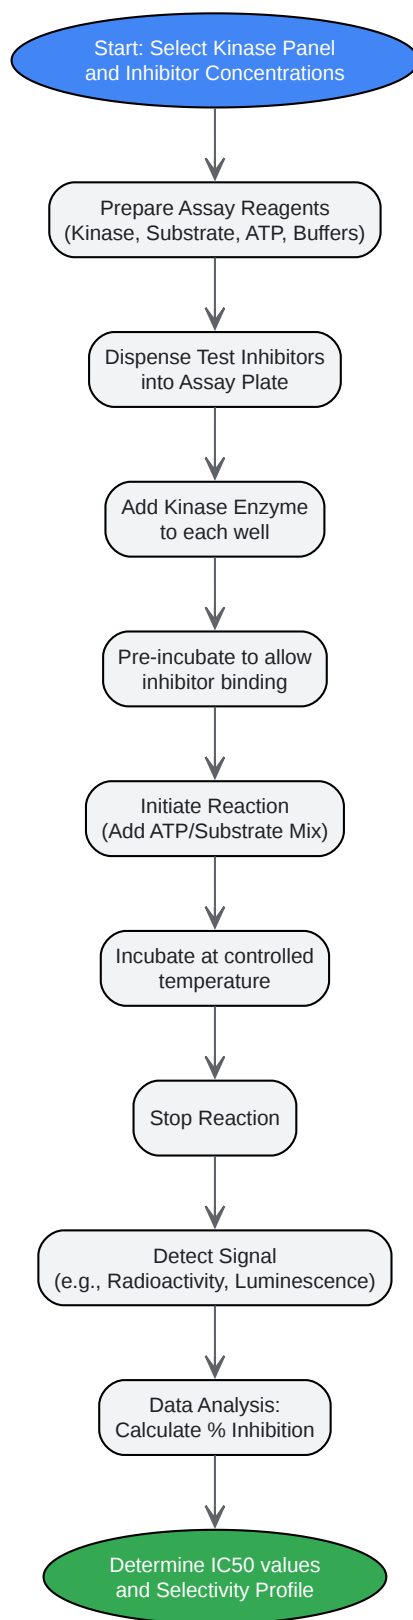 Start: Select Kinase Panel
and Inhibitor Concentrations
Prepare Assay Reagents
(Kinase, Substrate, ATP, Buffers)
Dispense Test Inhibitors
into Assay Plate
Add Kinase Enzyme
to each well
Pre-incubate to allow
inhibitor binding
Initiate Reaction
(Add ATP/Substrate Mix)
Incubate at controlled
temperature
Stop Reaction
Detect Signal
(e.g., Radioactivity, Luminescence)
Data Analysis:
Calculate % Inhibition
Determine IC50 values
and Selectivity Profile